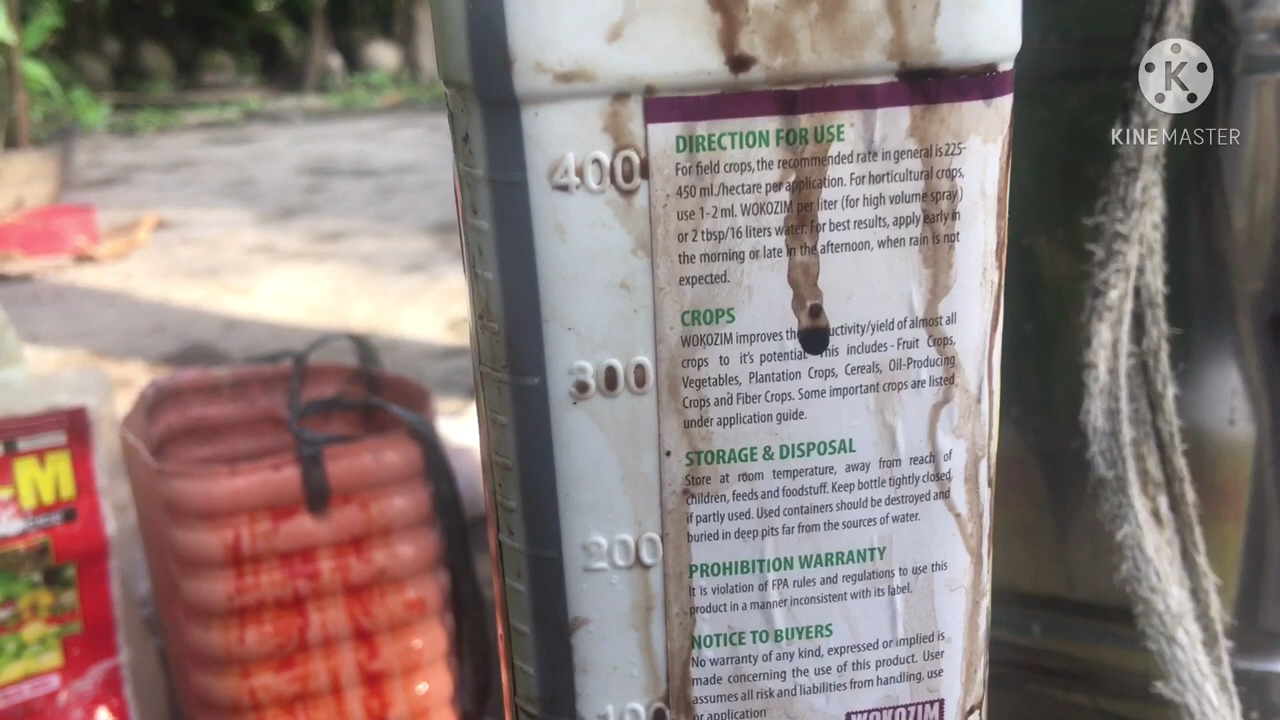 KINEMASTER
400
300
200
100
-M
DIRECTION FOR USE
For field crops, the recommended rate in general is 225-
450 ml./hectare per application. For horticultural crops,
use 1-2 ml. WOKOZIM per liter (for high volume spray)
or 2 tbsp/16 liters water. For best results, apply early in
the morning or late in the afternoon, when rain is not
expected.
CROPS
WOKOZIM improves the uctivity/yield of almost all
crops to it's potential This includes - Fruit Crops,
Vegetables, Plantation Crops, Cereals, Oil-Producing
Crops and Fiber Crops. Some important crops are listed
under application guide.
STORAGE & DISPOSAL
Store at room temperature, away from reach of
children, feeds and foodstuff. Keep bottle tightly closed,
if partly used. Used containers should be destroyed and
buried in deep pits far from the sources of water.
PROHIBITION WARRANTY
It is violation of FPA rules and regulations to use this
product in a manner inconsistent with its label.
NOTICE TO BUYERS
No warranty of any kind, expressed or implied is
made concerning the use of this product. User
assumes all risk and liabilities from handling, use
or application
WOKOZIM